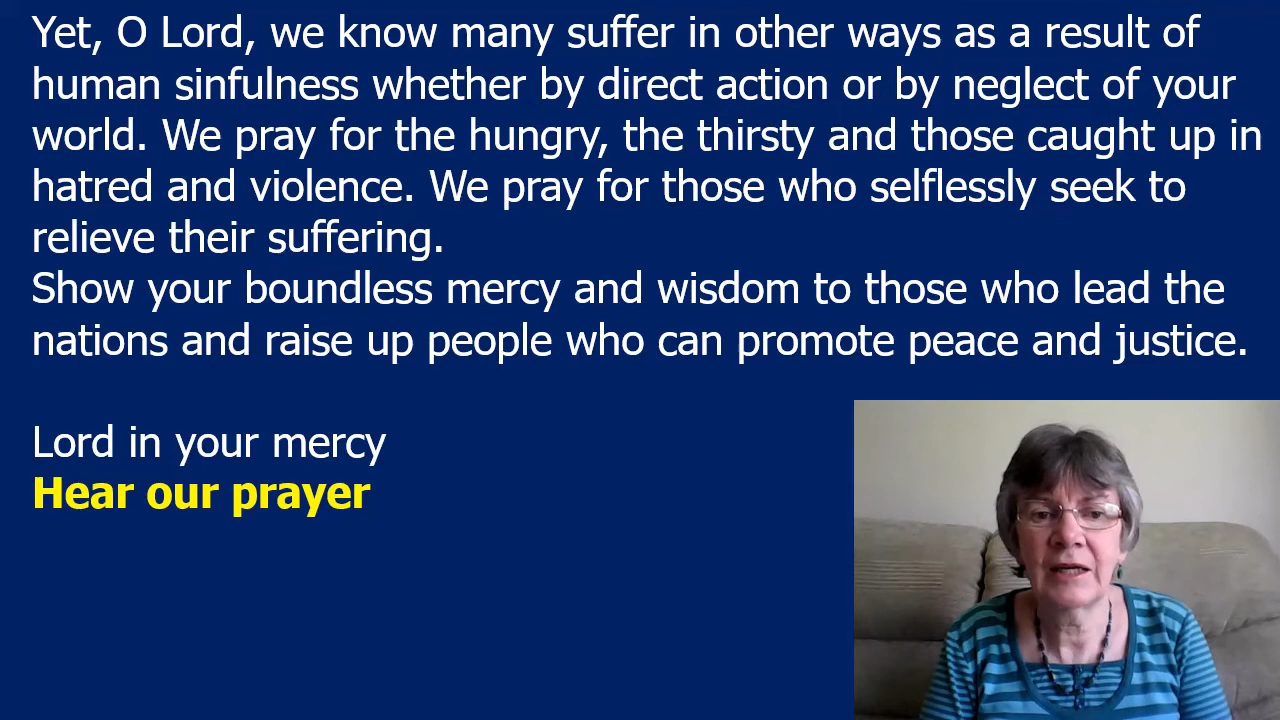 Yet, O Lord, we know many suffer in other ways as a result of
human sinfulness whether by direct action or by neglect of your
world. We pray for the hungry, the thirsty and those caught up in
hatred and violence. We pray for those who selflessly seek to
relieve their suffering.
Show your boundless mercy and wisdom to those who lead the
nations and raise up people who can promote peace and justice.
Lord in your mercy
Hear our prayer